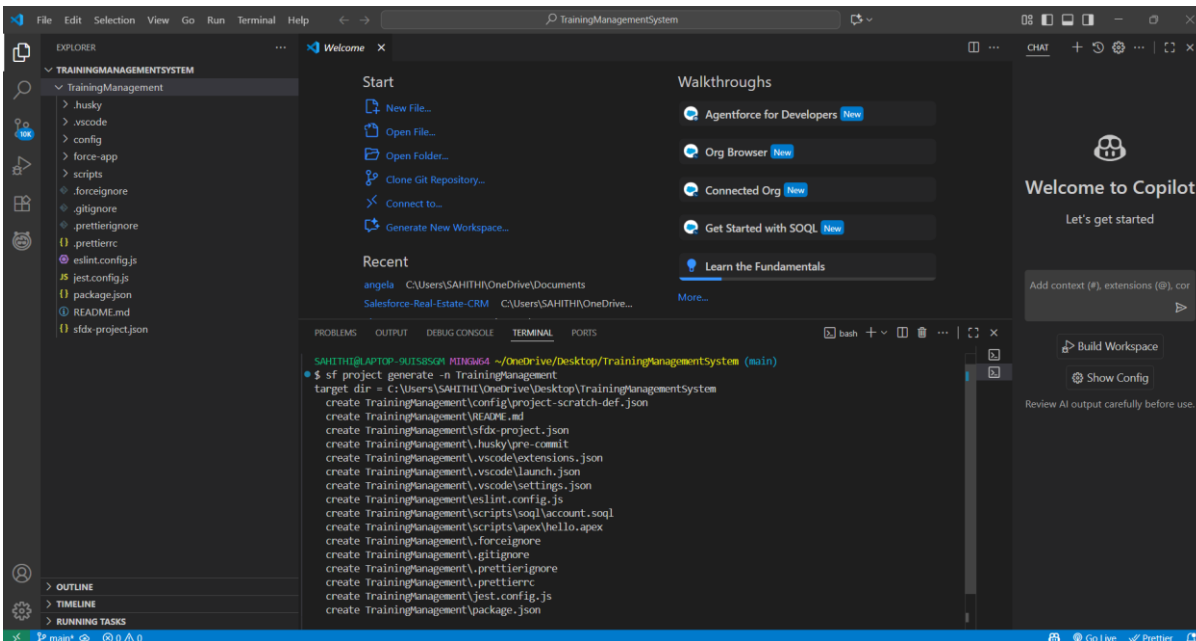 File Edit Selection View Go Run Terminal Help
TrainingManagementSystem
EXPLORER
TRAININGMANAGEMENTSYSTEM
TrainingManagement
.husky
.vscode
config
force-app
scripts
.forceignore
.gitignore
.prettierignore
.prettierrc
eslint.config.js
JS jest.config.js
package.json
README.md
sfdx-project.json
OUTLINE
TIMELINE
RUNNING TASKS
10K
Welcome
Start
New File...
Open File...
Open Folder...
Clone Git Repository...
Connect to...
Generate New Workspace...
Recent
angela C:\Users\SAHITHI\OneDrive\Documents
Salesforce-Real-Estate-CRM C:\Users\SAHITHI\OneDrive...
Walkthroughs
Agentforce for Developers New
Org Browser New
Connected Org New
Get Started with SOQL New
Learn the Fundamentals
More...
PROBLEMS OUTPUT DEBUG CONSOLE TERMINAL PORTS
bash
SAHITHI@LAPTOP-9UIS8SGM MINGW64 ~/OneDrive/Desktop/TrainingManagementSystem (main)
$ sf project generate -n TrainingManagement
target dir = C:\Users\SAHITHI\OneDrive\Desktop\TrainingManagementSystem
create TrainingManagement\config\project-scratch-def.json
create TrainingManagement\README.md
create TrainingManagement\sfdx-project.json
create TrainingManagement\.husky\pre-commit
create TrainingManagement\.vscode\extensions.json
create TrainingManagement\.vscode\launch.json
create TrainingManagement\.vscode\settings.json
create TrainingManagement\eslint.config.js
create TrainingManagement\scripts\soql\account.soql
create TrainingManagement\scripts\apex\hello.apex
create TrainingManagement\.forceignore
create TrainingManagement\.gitignore
create TrainingManagement\.prettierignore
create TrainingManagement\.prettierrc
create TrainingManagement\jest.config.js
create TrainingManagement\package.json
CHAT
Welcome to Copilot
Let's get started
Add context (#), extensions (@), cor
Build Workspace
Show Config
Review AI output carefully before use.
main* 0 0
Go Live Prettier